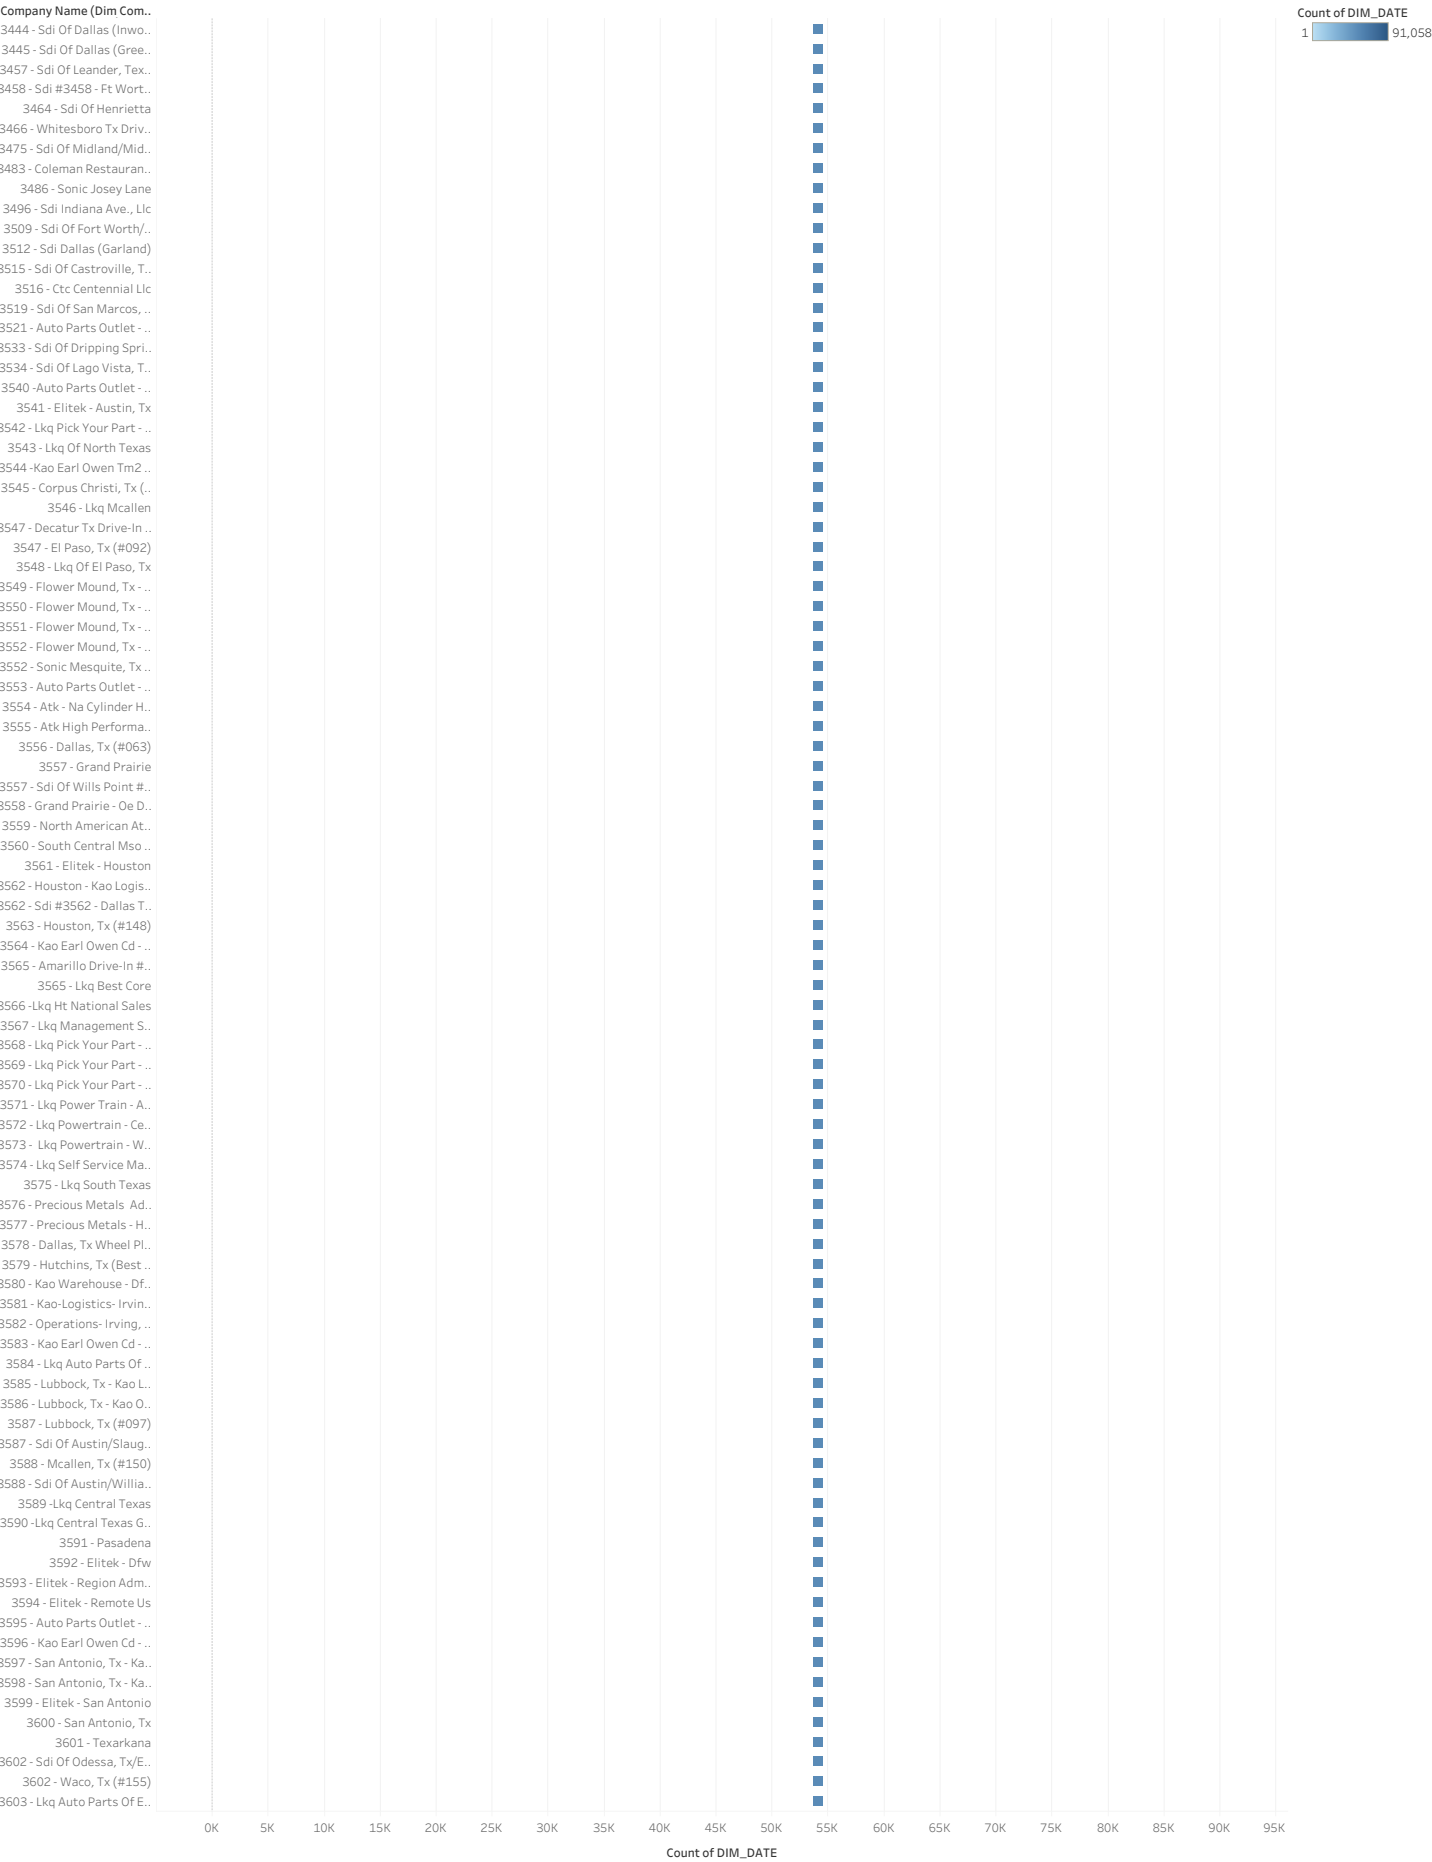 Company Name (Dim Com..
Count of DIM_DATE
1 91,058
3444 - Sdi Of Dallas (Inwo..
3445 - Sdi Of Dallas (Gree..
3457 - Sdi Of Leander, Tex..
3458 - Sdi #3458 - Ft Wort..
3464 - Sdi Of Henrietta
3466 - Whitesboro Tx Driv..
3475 - Sdi Of Midland/Mid..
3483 - Coleman Restauran..
3486 - Sonic Josey Lane
3496 - Sdi Indiana Ave., Llc
3509 - Sdi Of Fort Worth/..
3512 - Sdi Dallas (Garland)
3515 - Sdi Of Castroville, T..
3516 - Ctc Centennial Llc
3519 - Sdi Of San Marcos, ..
3521 - Auto Parts Outlet - ..
3533 - Sdi Of Dripping Spri..
3534 - Sdi Of Lago Vista, T..
3540 -Auto Parts Outlet - ..
3541 - Elitek - Austin, Tx
3542 - Lkq Pick Your Part - ..
3543 - Lkq Of North Texas
3544 -Kao Earl Owen Tm2 ..
3545 - Corpus Christi, Tx (..
3546 - Lkq Mcallen
3547 - Decatur Tx Drive-In ..
3547 - El Paso, Tx (#092)
3548 - Lkq Of El Paso, Tx
3549 - Flower Mound, Tx - ..
3550 - Flower Mound, Tx - ..
3551 - Flower Mound, Tx - ..
3552 - Flower Mound, Tx - ..
3552 - Sonic Mesquite, Tx ..
3553 - Auto Parts Outlet - ..
3554 - Atk - Na Cylinder H..
3555 - Atk High Performa..
3556 - Dallas, Tx (#063)
3557 - Grand Prairie
3557 - Sdi Of Wills Point #..
3558 - Grand Prairie - Oe D..
3559 - North American At..
3560 - South Central Mso ..
3561 - Elitek - Houston
3562 - Houston - Kao Logis..
3562 - Sdi #3562 - Dallas T..
3563 - Houston, Tx (#148)
3564 - Kao Earl Owen Cd - ..
3565 - Amarillo Drive-In #..
3565 - Lkq Best Core
3566 -Lkq Ht National Sales
3567 - Lkq Management S..
3568 - Lkq Pick Your Part - ..
3569 - Lkq Pick Your Part - ..
3570 - Lkq Pick Your Part - ..
3571 - Lkq Power Train - A..
3572 - Lkq Powertrain - Ce..
3573 - Lkq Powertrain - W..
3574 - Lkq Self Service Ma..
3575 - Lkq South Texas
3576 - Precious Metals Ad..
3577 - Precious Metals - H..
3578 - Dallas, Tx Wheel Pl..
3579 - Hutchins, Tx (Best ..
3580 - Kao Warehouse - Df..
3581 - Kao-Logistics- Irvin..
3582 - Operations- Irving, ..
3583 - Kao Earl Owen Cd - ..
3584 - Lkq Auto Parts Of ..
3585 - Lubbock, Tx - Kao L..
3586 - Lubbock, Tx - Kao O..
3587 - Lubbock, Tx (#097)
3587 - Sdi Of Austin/Slaug..
3588 - Mcallen, Tx (#150)
3588 - Sdi Of Austin/Willia..
3589 -Lkq Central Texas
3590 -Lkq Central Texas G..
3591 - Pasadena
3592 - Elitek - Dfw
3593 - Elitek - Region Adm..
3594 - Elitek - Remote Us
3595 - Auto Parts Outlet - ..
3596 - Kao Earl Owen Cd - ..
3597 - San Antonio, Tx - Ka..
3598 - San Antonio, Tx - Ka..
3599 - Elitek - San Antonio
3600 - San Antonio, Tx
3601 - Texarkana
3602 - Sdi Of Odessa, Tx/E..
3602 - Waco, Tx (#155)
3603 - Lkq Auto Parts Of E..
0K 5K 10K 15K 20K 25K 30K 35K 40K 45K 50K 55K 60K 65K 70K 75K 80K 85K 90K 95K
Count of DIM_DATE